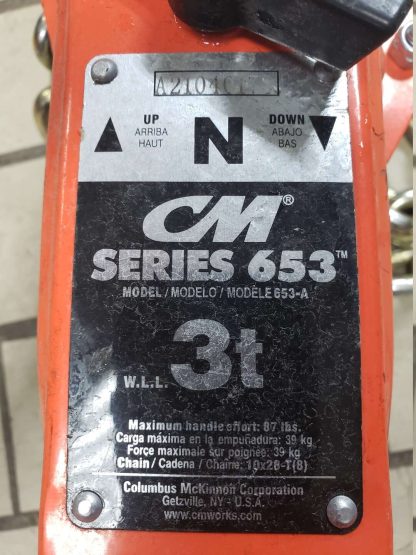 UP
ARRIBA
HAUT
N
DOWN
ABAJO
BAS
CM®
SERIES 653™
MODEL / MODELO / MODÈLE 653-A
W.L.L. 3t
Maximum handle effort: 87 lbs.
Carga máxima en la empuñadura: 39 kg
Force maximale sur poignée: 39 kg
Chain / Cadena / Chaîne: 10x28-T(8)
Columbus McKinnon Corporation
Getzville, NY - U.S.A.
www.cmworks.com